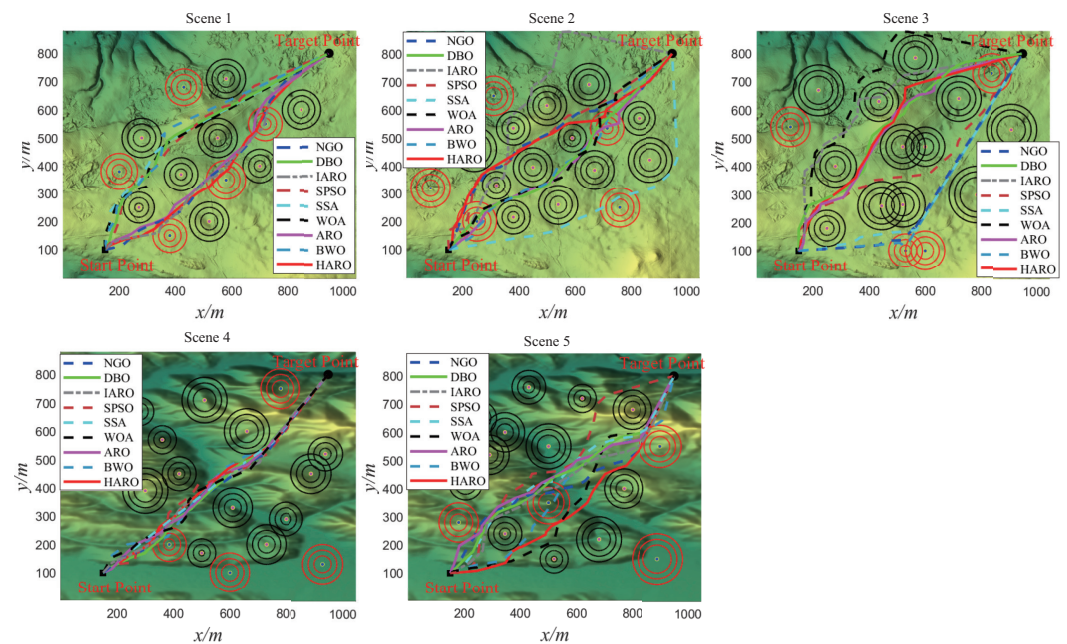 Scene 1
Target Point
800
700
600
500
400
300
200
100
y/m
Start Point
200
400
600
800
1000
x/m
NGO
DBO
IARO
SPSO
SSA
WOA
ARO
BWO
HARO
Scene 2
Target Point
800
700
600
500
400
300
200
100
y/m
Start Point
200
400
600
800
1000
x/m
NGO
DBO
IARO
SPSO
SSA
WOA
ARO
BWO
HARO
Scene 3
Target Point
800
700
600
500
400
300
200
100
y/m
Start Point
200
400
600
800
1000
x/m
NGO
DBO
IARO
SPSO
SSA
WOA
ARO
BWO
HARO
Scene 4
Target Point
800
700
600
500
400
300
200
100
y/m
Start Point
200
400
600
800
1000
x/m
NGO
DBO
IARO
SPSO
SSA
WOA
ARO
BWO
HARO
Scene 5
Target Point
800
700
600
500
400
300
200
100
y/m
Start Point
200
400
600
800
1000
x/m
NGO
DBO
IARO
SPSO
SSA
WOA
ARO
BWO
HARO